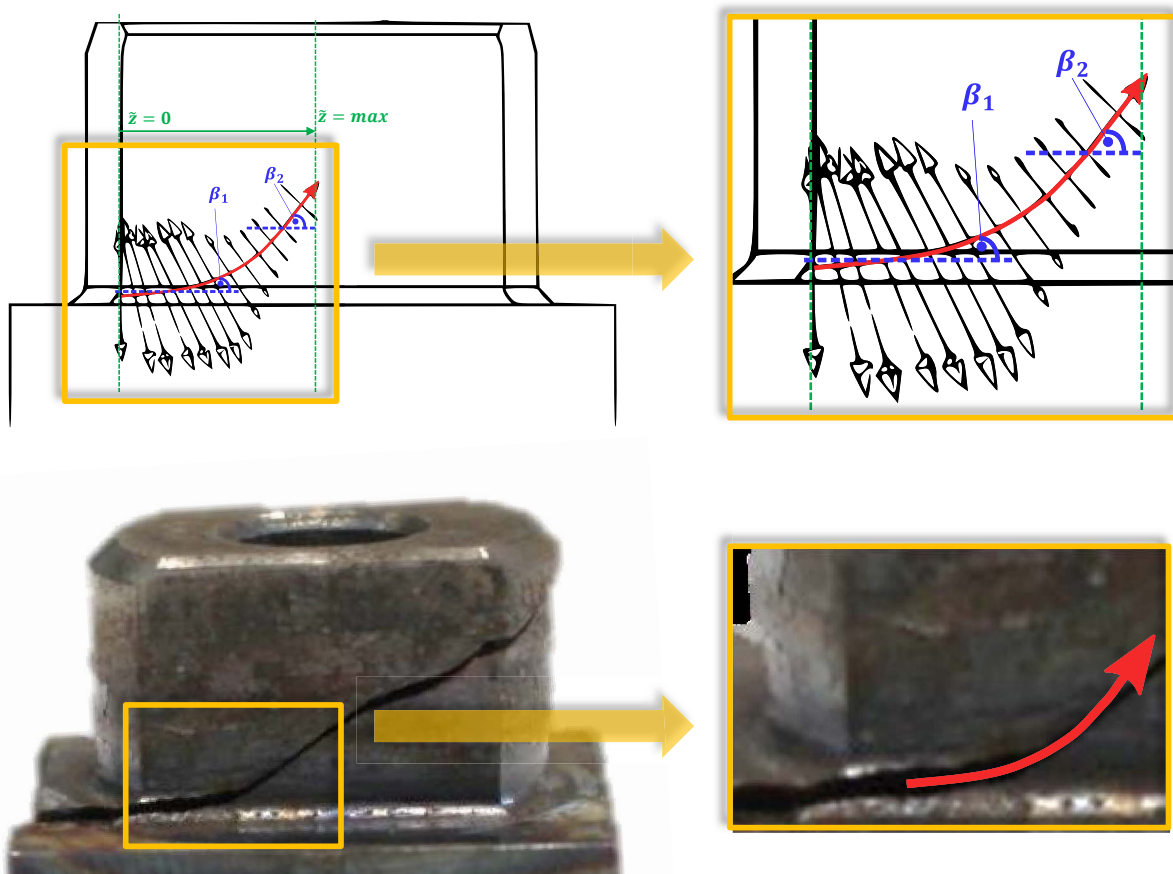 z̃ = 0
z̃ = max
β₁
β₂
β₁
β₂